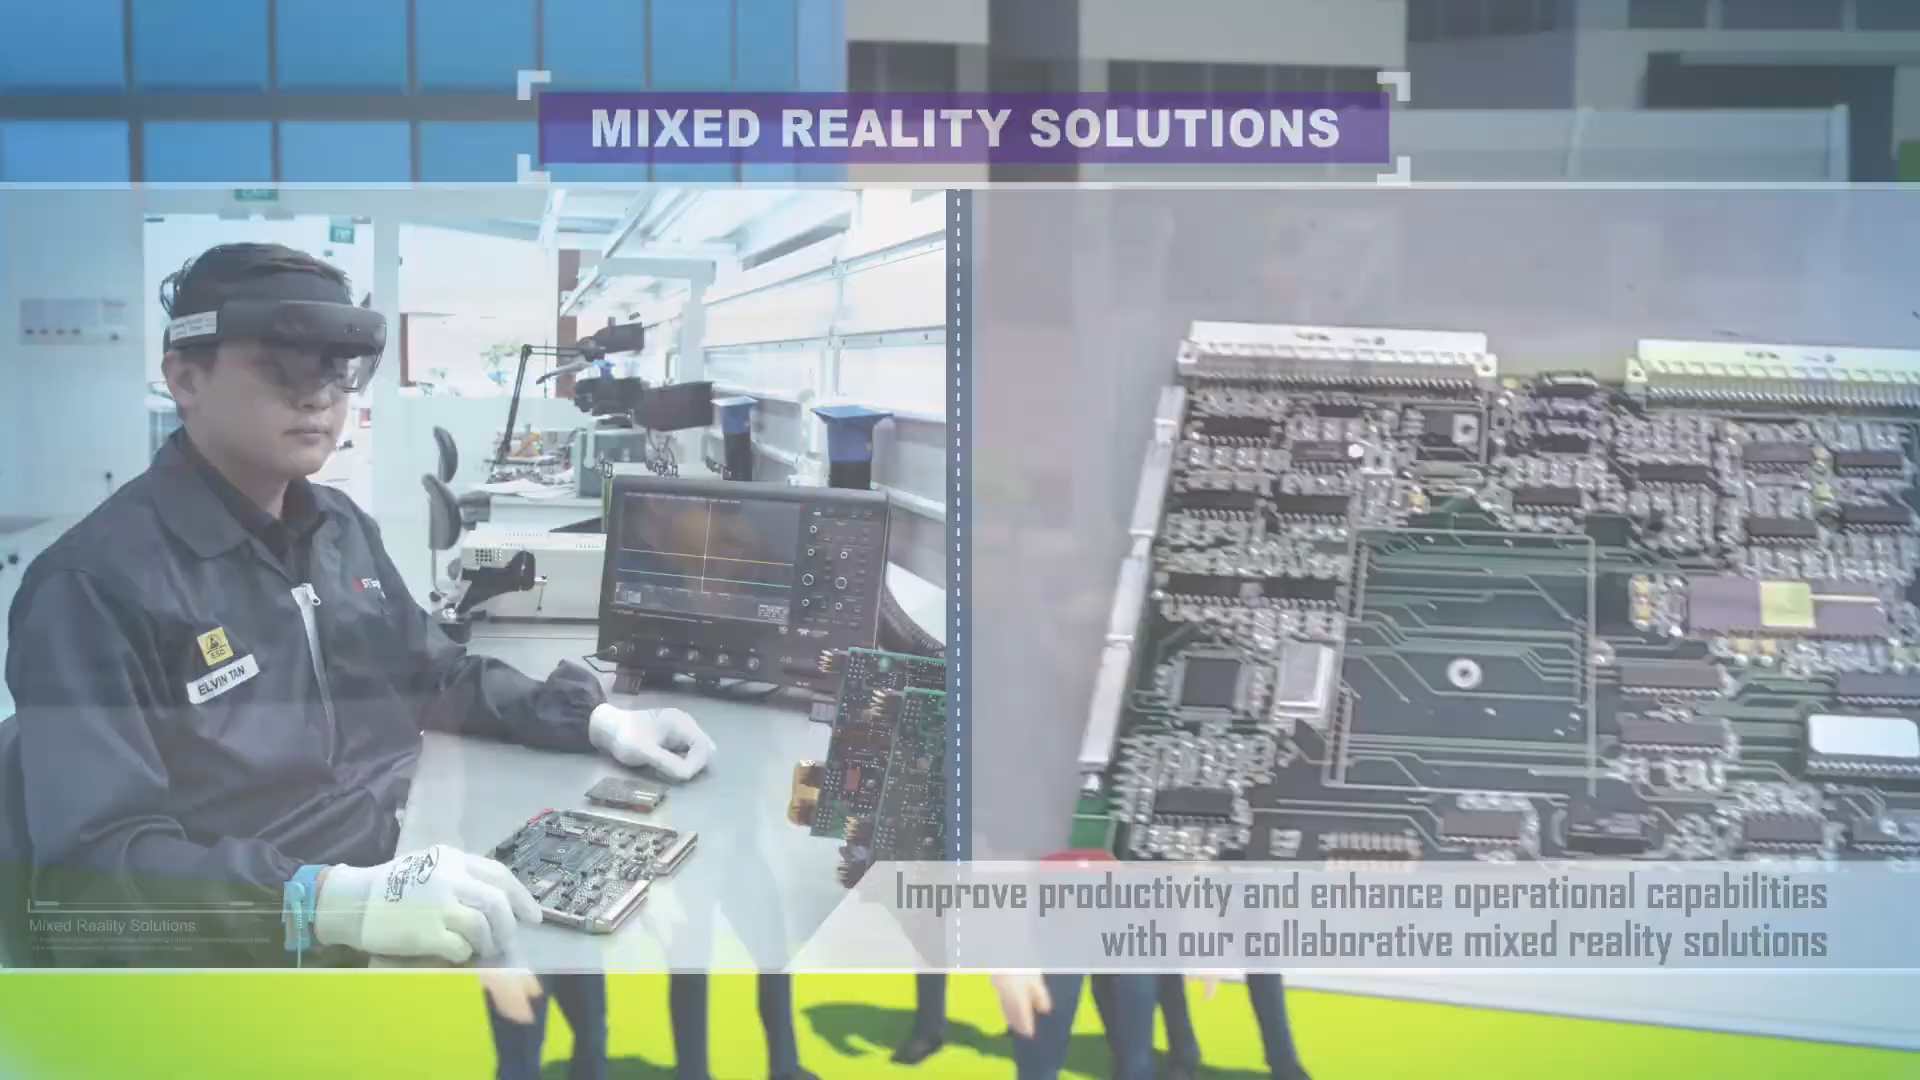 MIXED REALITY SOLUTIONS
ESD
ELVIN TAN
Improve productivity and enhance operational capabilities
with our collaborative mixed reality solutions
Mixed Reality Solutions